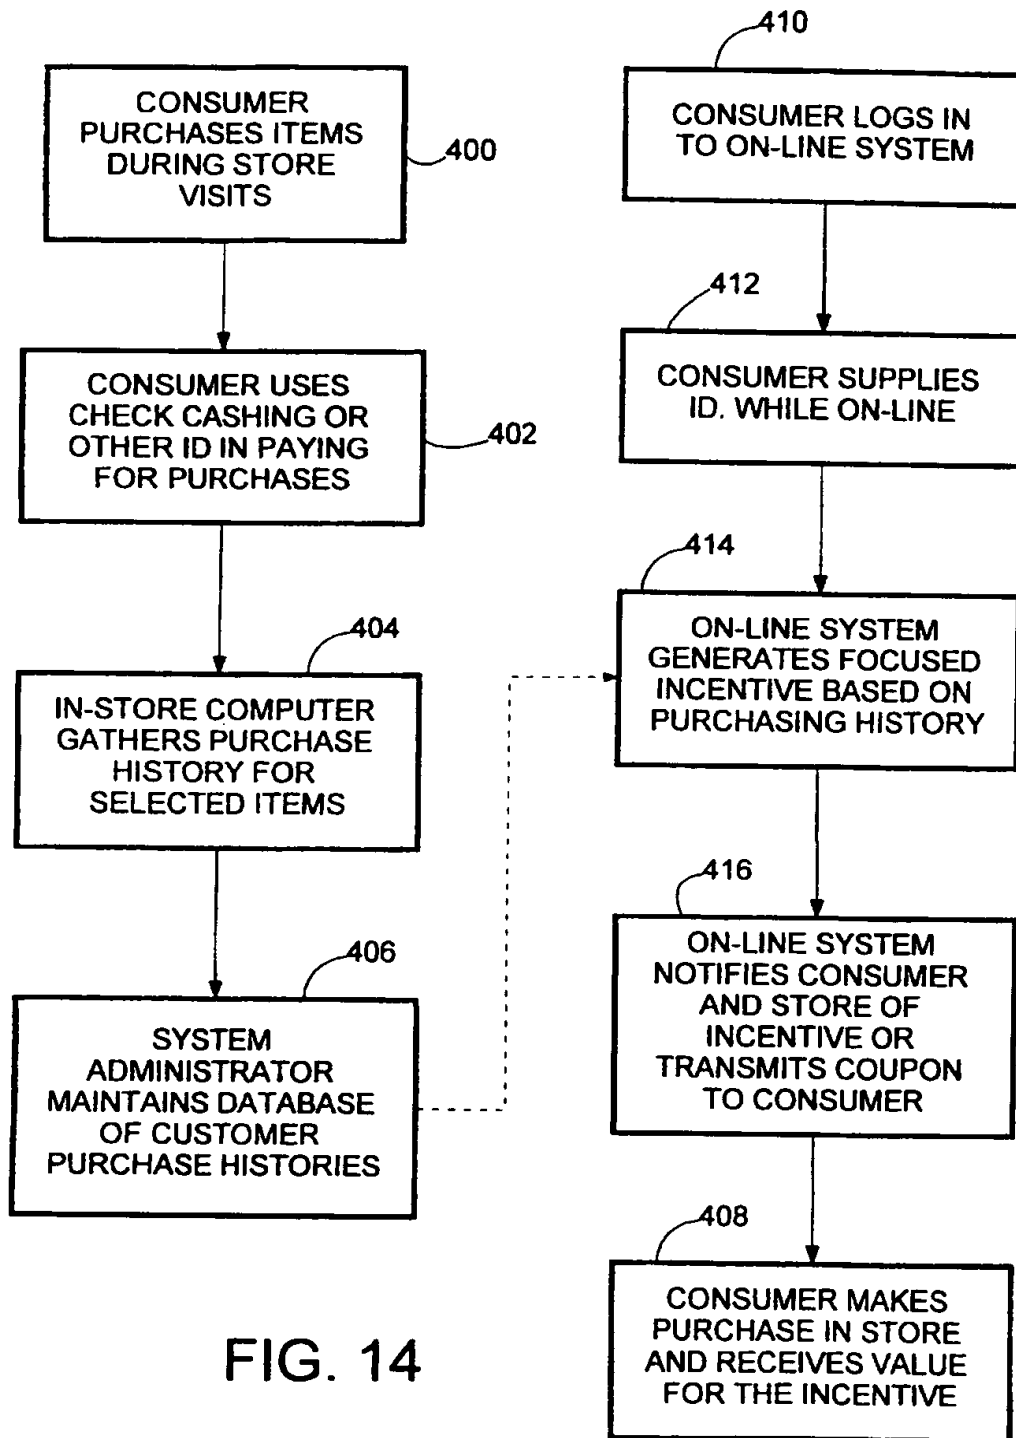 CONSUMER
PURCHASES ITEMS
DURING STORE
VISITS
400
CONSUMER USES
CHECK CASHING OR
OTHER ID IN PAYING
FOR PURCHASES
402
404
IN-STORE COMPUTER
GATHERS PURCHASE
HISTORY FOR
SELECTED ITEMS
406
SYSTEM
ADMINISTRATOR
MAINTAINS DATABASE
OF CUSTOMER
PURCHASE HISTORIES
410
CONSUMER LOGS IN
TO ON-LINE SYSTEM
412
CONSUMER SUPPLIES
ID. WHILE ON-LINE
414
ON-LINE SYSTEM
GENERATES FOCUSED
INCENTIVE BASED ON
PURCHASING HISTORY
416
ON-LINE SYSTEM
NOTIFIES CONSUMER
AND STORE OF
INCENTIVE OR
TRANSMITS COUPON
TO CONSUMER
408
CONSUMER MAKES
PURCHASE IN STORE
AND RECEIVES VALUE
FOR THE INCENTIVE
FIG. 14